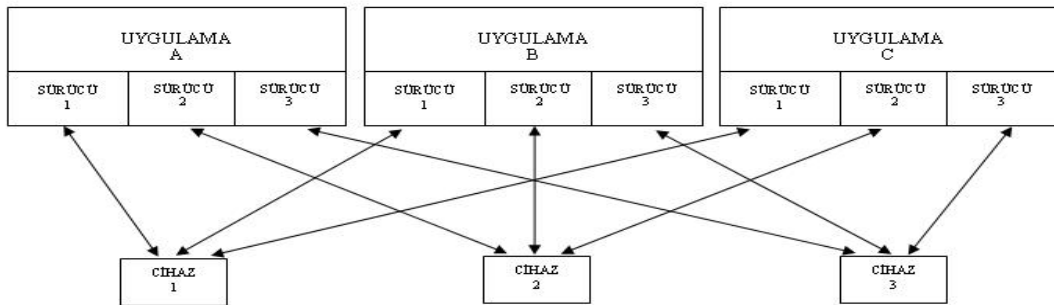 UYGULAMA
A
UYGULAMA
B
UYGULAMA
C
SÜRÜCÜ
1
SÜRÜCÜ
2
SÜRÜCÜ
3
SÜRÜCÜ
1
SÜRÜCÜ
2
SÜRÜCÜ
3
SÜRÜCÜ
1
SÜRÜCÜ
2
SÜRÜCÜ
3
CİHAZ
1
CİHAZ
2
CİHAZ
3